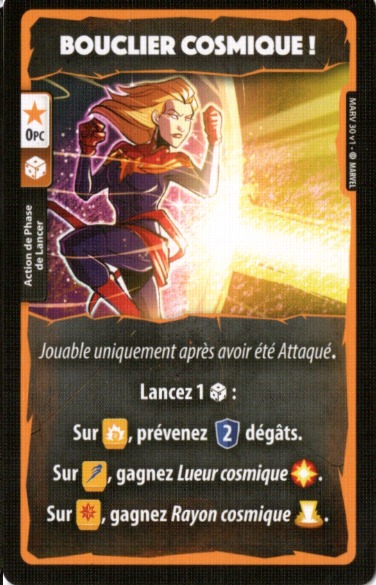 BOUCLIER COSMIQUE !
0PC
Action de Phase
de Lancer
MARV 30 v1 • © MARVEL
Jouable uniquement après avoir été Attaqué.
Lancez 1 :
Sur , prévenez 2 dégâts.
Sur , gagnez Lueur cosmique .
Sur , gagnez Rayon cosmique .